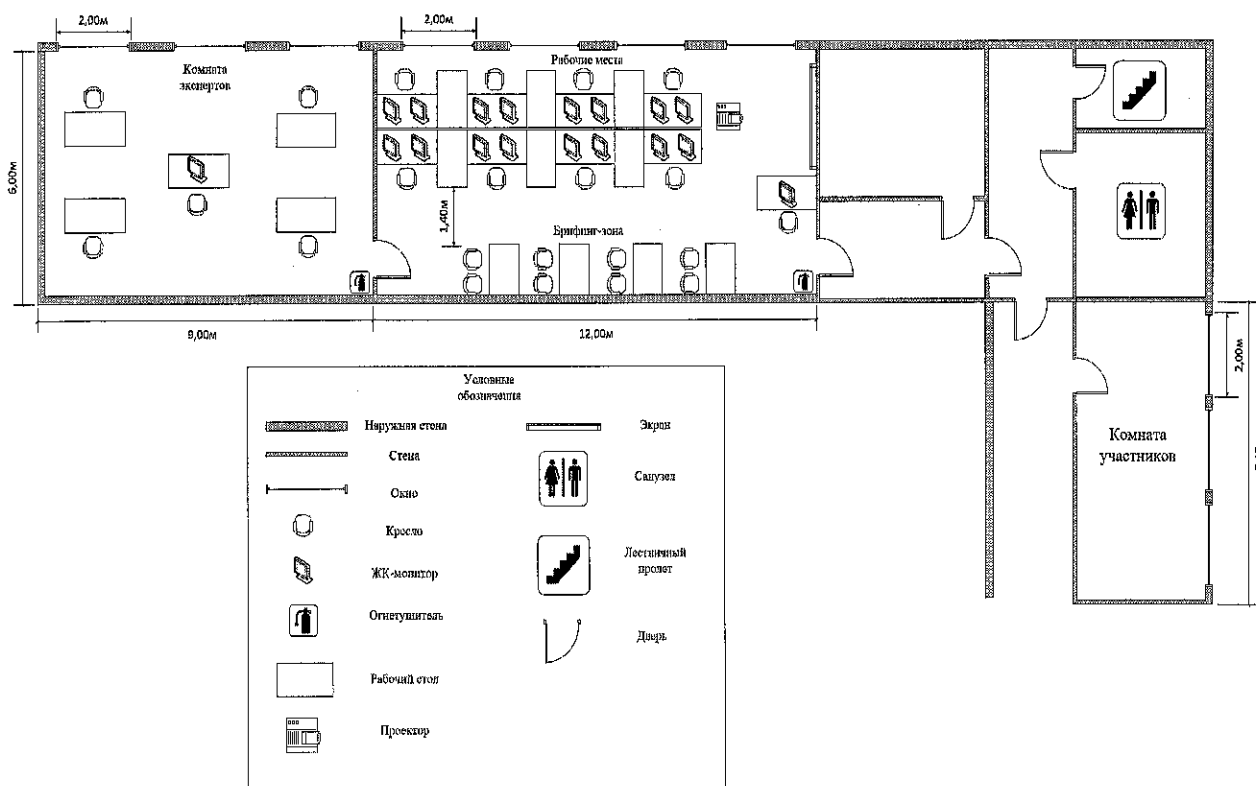 2,00м
2,00м
Комната
экспертов
Рабочие места
6,00м
1,40м
Брифинг-зона
9,00м
12,00м
2,00м
Комната
участников
Условные
обозначения
Наружная стена
Стена
Окно
Кресло
ЖК-монитор
Огнетушитель
Рабочий стол
Проектор
Экран
Санузел
Лестничный
пролет
Дверь